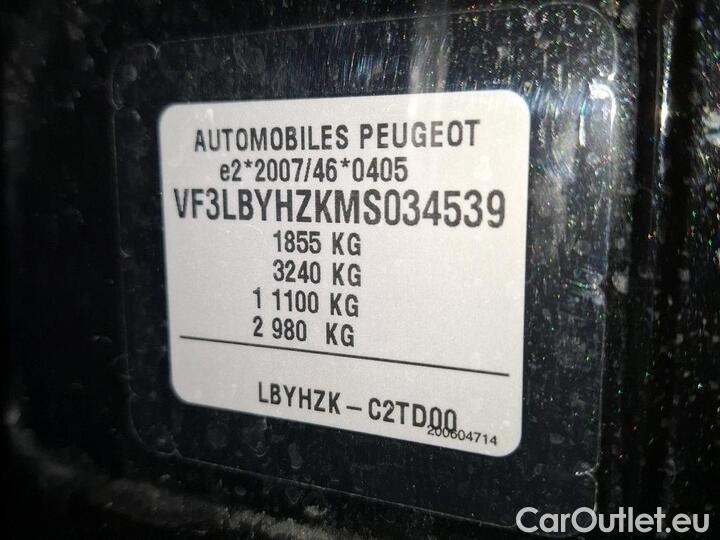 AUTOMOBILES PEUGEOT
e2*2007/46*0405
VF3LBYHZKMS034539
1855 KG
3240 KG
1 1100 KG
2 980 KG
LBYHZK - C2TD00
200604714
CarOutlet.eu